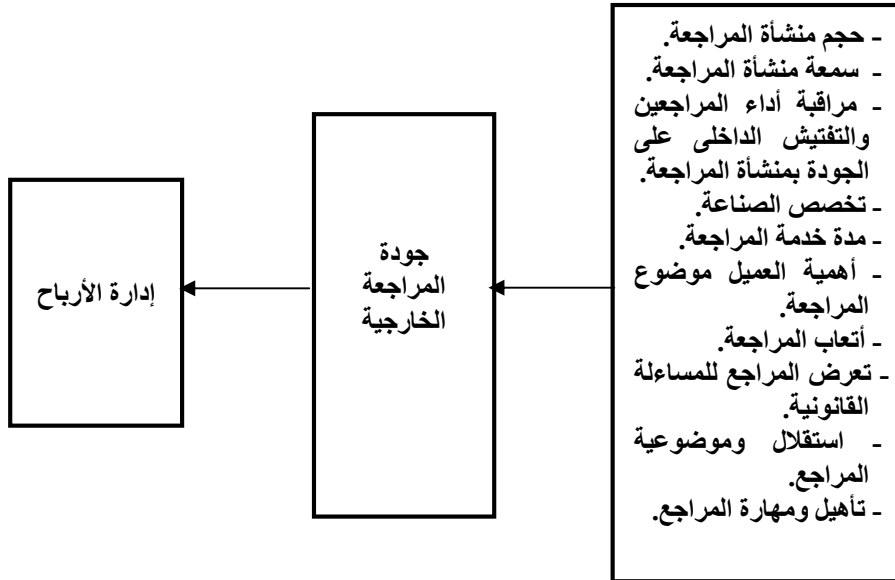 - حجم منشأة المراجعة.
- سمعة منشأة المراجعة.
- مراقبة أداء المراجعين
والتفتيش الداخلى على
الجودة بمنشأة المراجعة.
- تخصص الصناعة.
- مدة خدمة المراجعة.
- أهمية العميل موضوع
المراجعة.
- أتعاب المراجعة.
- تعرض المراجع للمساءلة
القانونية.
- استقلال وموضوعية
المراجع.
- تأهيل ومهارة المراجع.
جودة
المراجعة
الخارجية
إدارة الأرباح